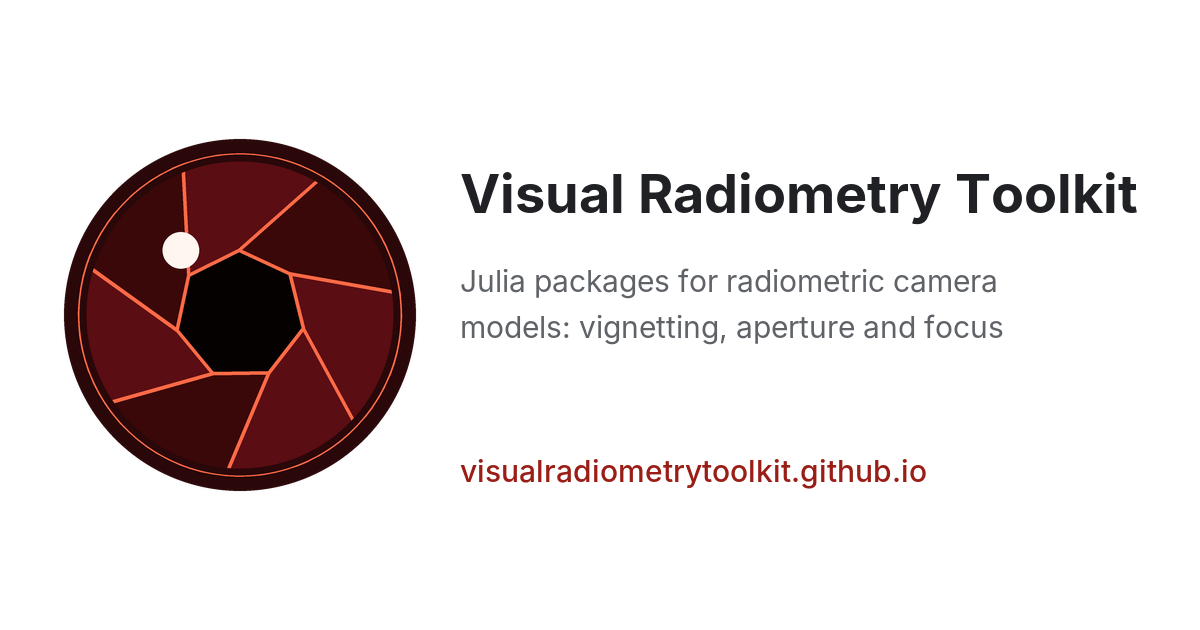 Visual Radiometry Toolkit
Julia packages for radiometric camera
models: vignetting, aperture and focus
visualradiometrytoolkit.github.io